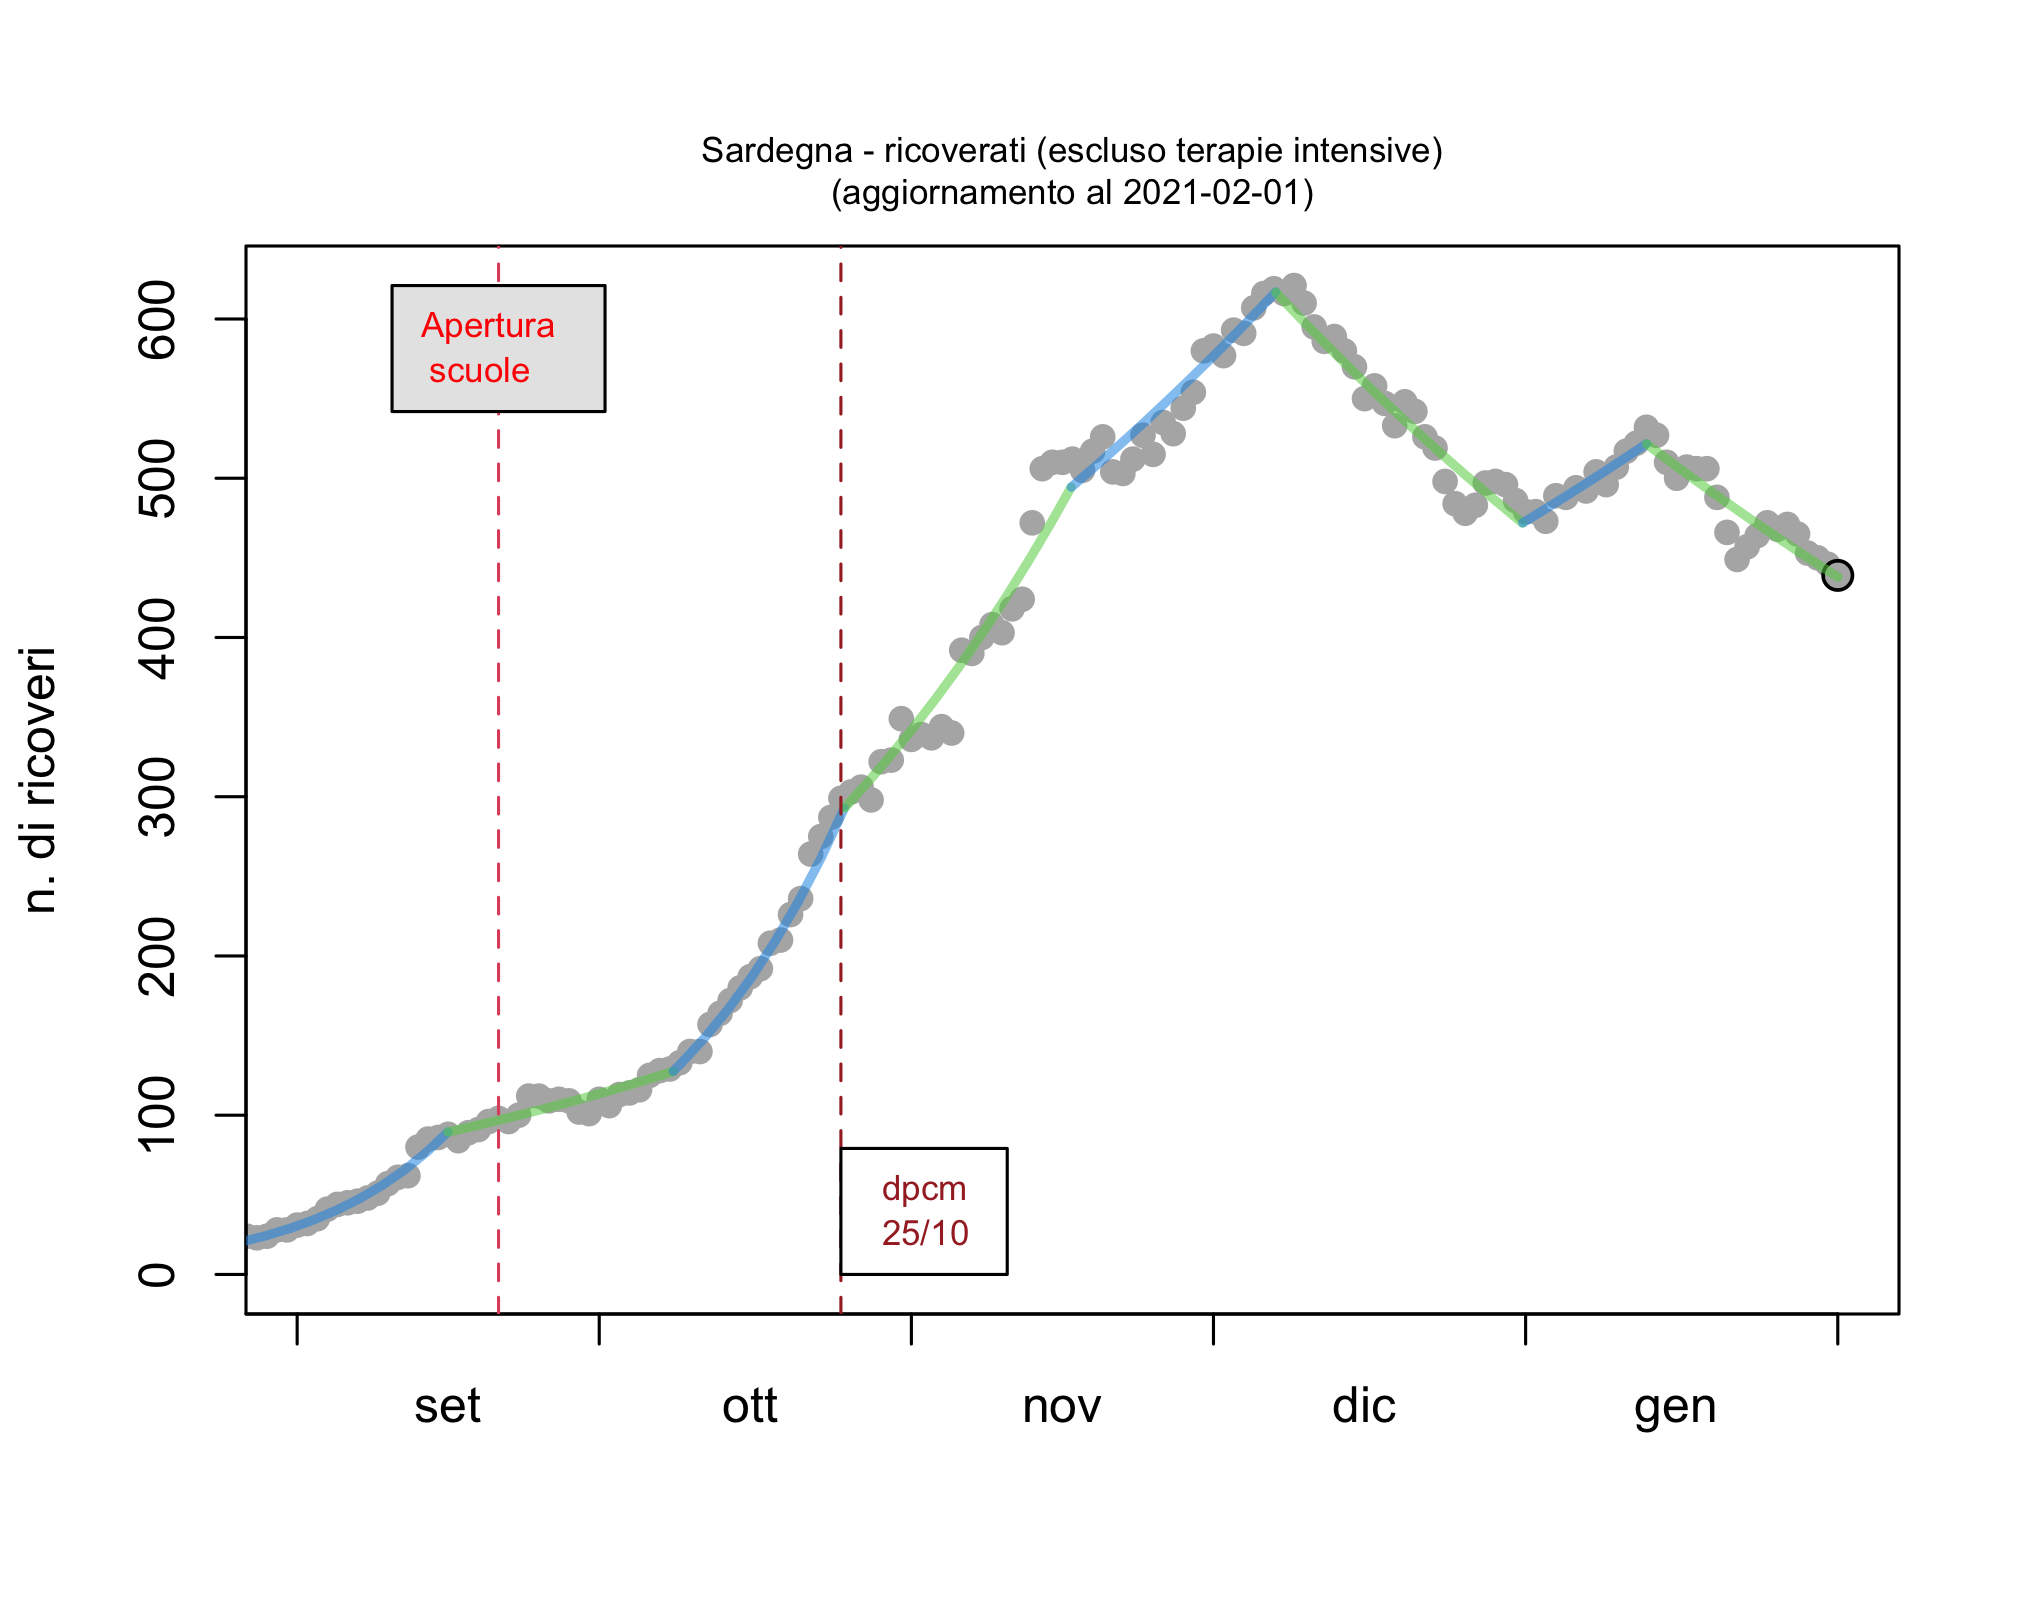 Sardegna - ricoverati (escluso terapie intensive)
(aggiornamento al 2021-02-01)
n. di ricoveri
600
500
400
300
200
100
0
Apertura
scuole
dpcm
25/10
set ott nov dic gen